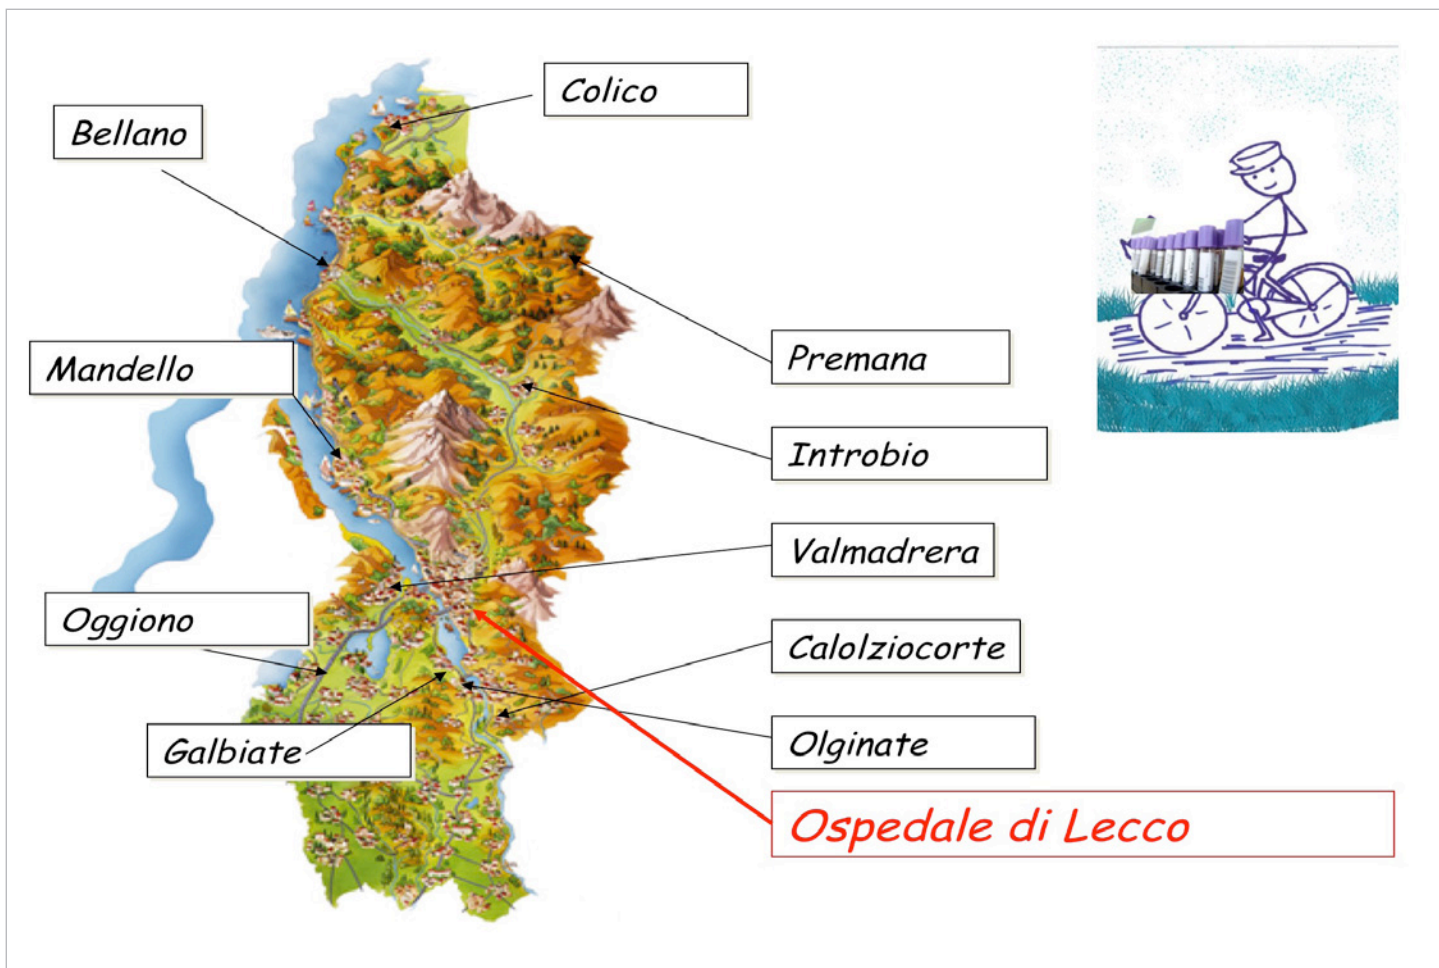 Colico
Bellano
Premana
Mandello
Introbio
Valmadrera
Oggiono
Calolziocorte
Olginate
Galbiate
Ospedale di Lecco